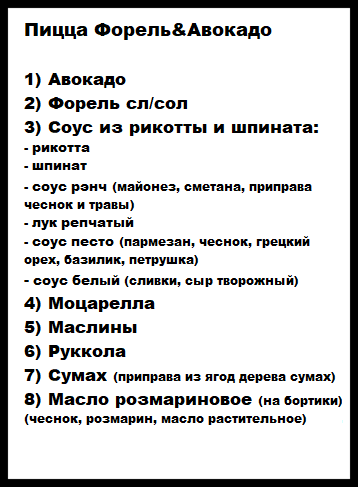 Пицца Форель&Авокадо
1) Авокадо
2) Форель сл/сол
3) Соус из рикотты и шпината:
- рикотта
- шпинат
- соус рэнч (майонез, сметана, приправа
чеснок и травы)
- лук репчатый
- соус песто (пармезан, чеснок, грецкий
орех, базилик, петрушка)
- соус белый (сливки, сыр творожный)
4) Моцарелла
5) Маслины
6) Руккола
7) Сумах (приправа из ягод дерева сумах)
8) Масло розмариновое (на бортики)
(чеснок, розмарин, масло растительное)